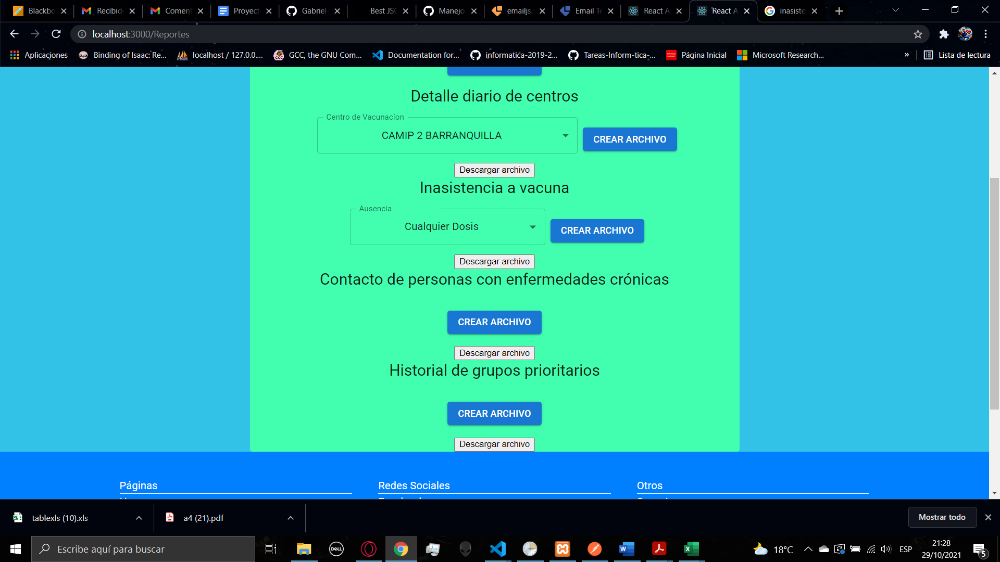 Blackbo
Recibid
Coment
Proyect
Gabriel-
Best JSO
Manejo
emailjs.
Email Te
React A
React A
inasiste
localhost:3000/Reportes
Aplicaciones
Binding of Isaac: Re...
localhost / 127.0.0....
GCC, the GNU Com...
Documentation for...
informatica-2019-2...
Tareas-Inform-tica-...
Página Inicial
Microsoft Research...
»
Lista de lectura
Detalle diario de centros
Centro de Vacunacíon
CAMIP 2 BARRANQUILLA
CREAR ARCHIVO
Descargar archivo
Inasistencia a vacuna
Ausencia
Cualquier Dosis
CREAR ARCHIVO
Descargar archivo
Contacto de personas con enfermedades crónicas
CREAR ARCHIVO
Descargar archivo
Historial de grupos prioritarios
CREAR ARCHIVO
Descargar archivo
Páginas
Redes Sociales
Otros
tablexls (10).xls
a4 (21).pdf
Mostrar todo
Escribe aquí para buscar
DELL
18°C
ESP
21:28
29/10/2021
5